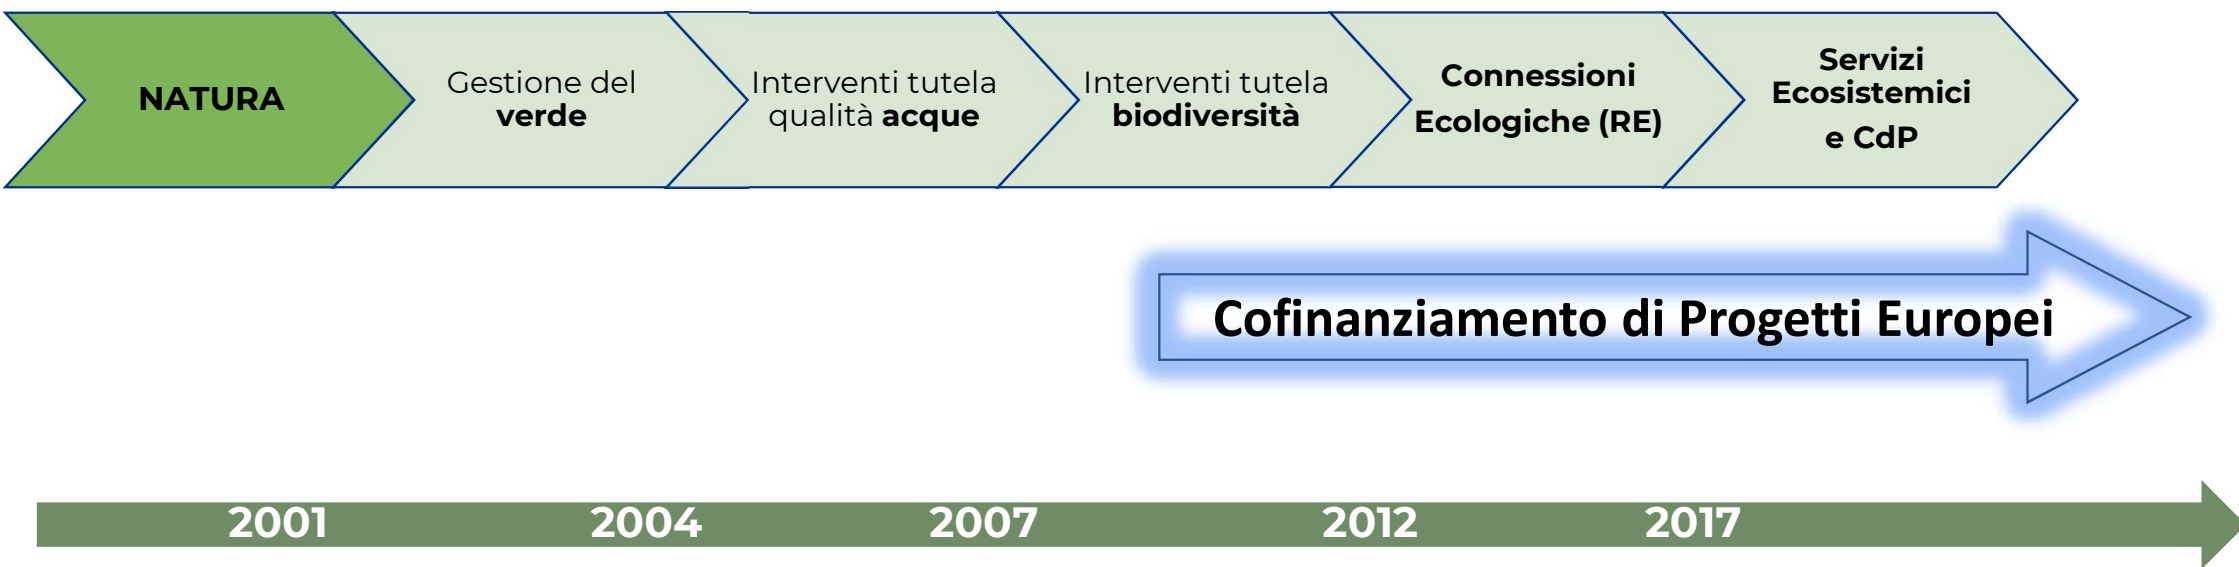 NATURA
Gestione del
verde
Interventi tutela
qualità acque
Interventi tutela
biodiversità
Connessioni
Ecologiche (RE)
Servizi
Ecosistemici
e CdP
Cofinanziamento di Progetti Europei
2001 2004 2007 2012 2017